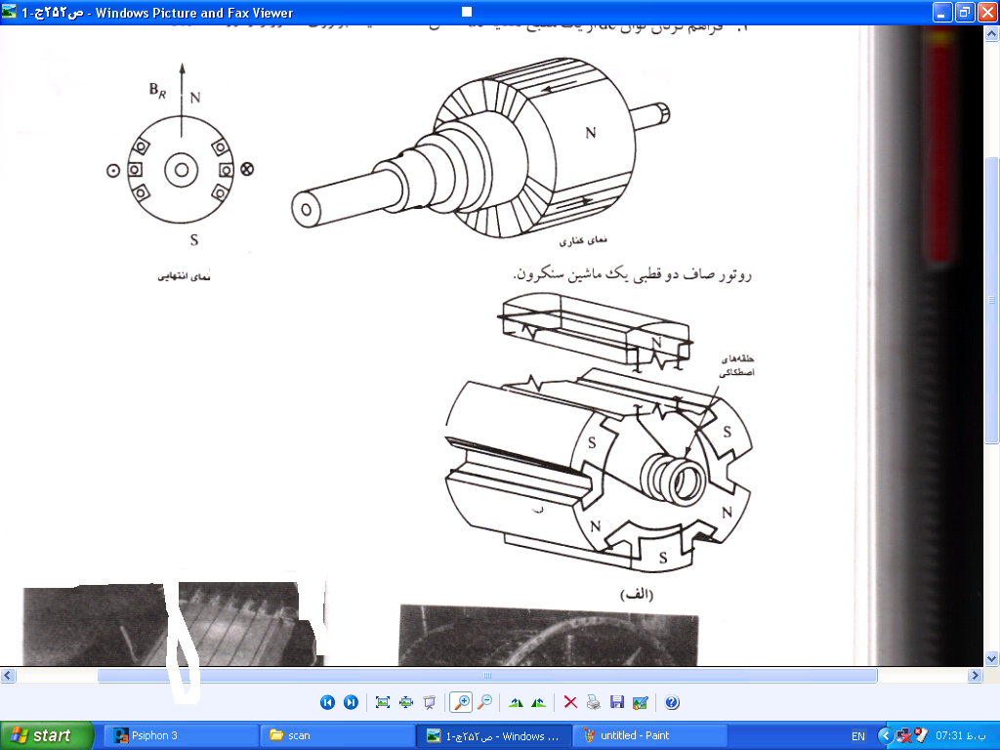 ص۲۵۲ج-1 - Windows Picture and Fax Viewer
B_R
N
S
نمای انتهایی
N
نمای کناری
روتور صاف دو قطبی یک ماشین سنکرون.
N
حلقه‌های
اصطکاکی
S
S
N
N
S
(الف)
start
Psiphon 3
scan
ص۲۵۲ج-1 - Windows ...
untitled - Paint
EN
07:31 ب.ظ